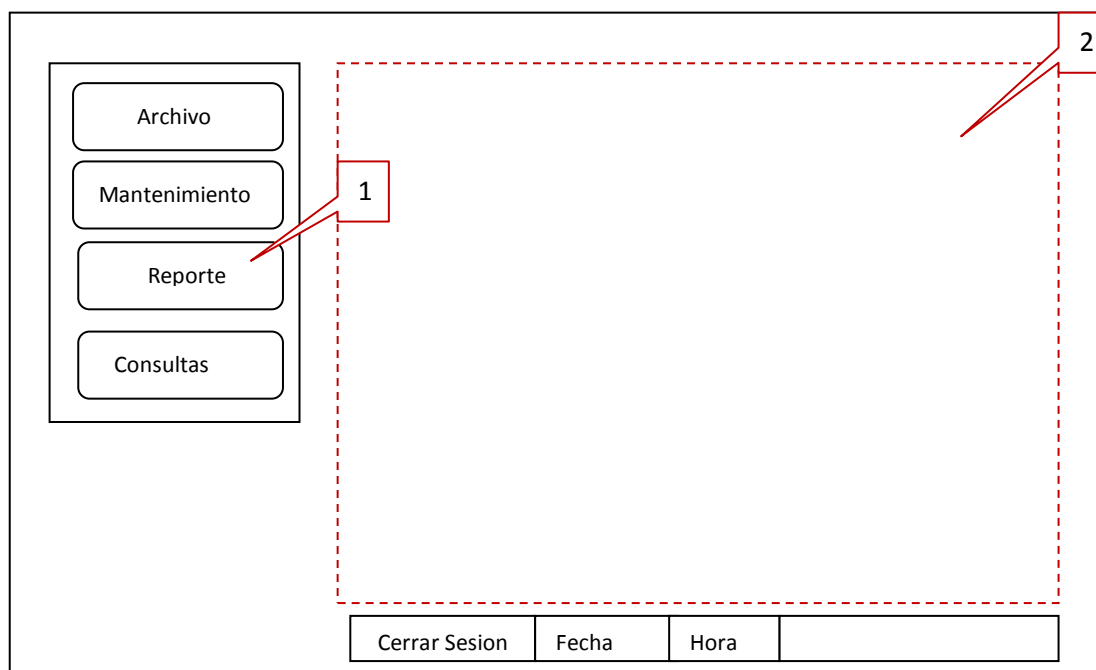 2
Archivo
Mantenimiento
1
Reporte
Consultas
Cerrar Sesion
Fecha
Hora